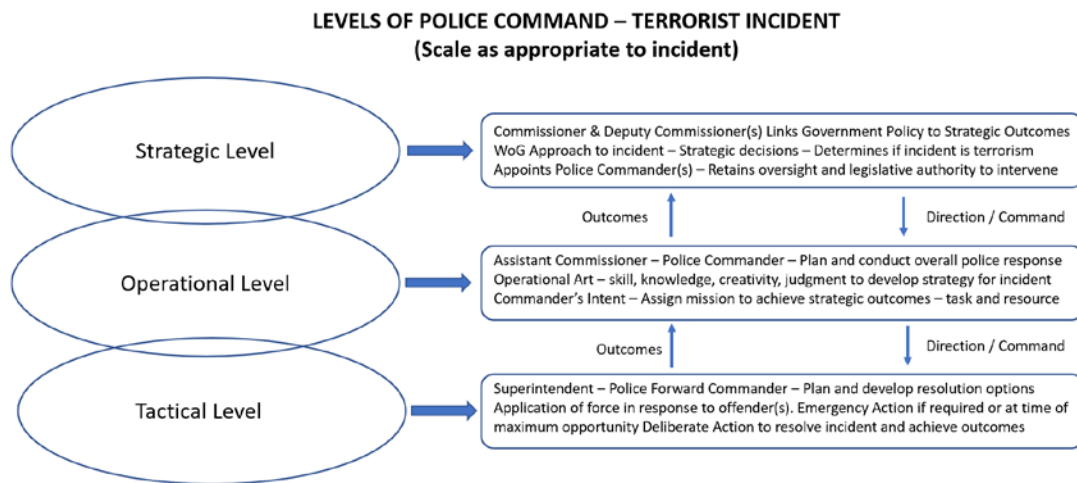 LEVELS OF POLICE COMMAND – TERRORIST INCIDENT
(Scale as appropriate to incident)
Strategic Level
Commissioner & Deputy Commissioner(s) Links Government Policy to Strategic Outcomes
WoG Approach to incident – Strategic decisions – Determines if incident is terrorism
Appoints Police Commander(s) – Retains oversight and legislative authority to intervene
Outcomes
Direction / Command
Operational Level
Assistant Commissioner – Police Commander – Plan and conduct overall police response
Operational Art – skill, knowledge, creativity, judgment to develop strategy for incident
Commander's Intent – Assign mission to achieve strategic outcomes – task and resource
Outcomes
Direction / Command
Tactical Level
Superintendent – Police Forward Commander – Plan and develop resolution options
Application of force in response to offender(s). Emergency Action if required or at time of
maximum opportunity Deliberate Action to resolve incident and achieve outcomes